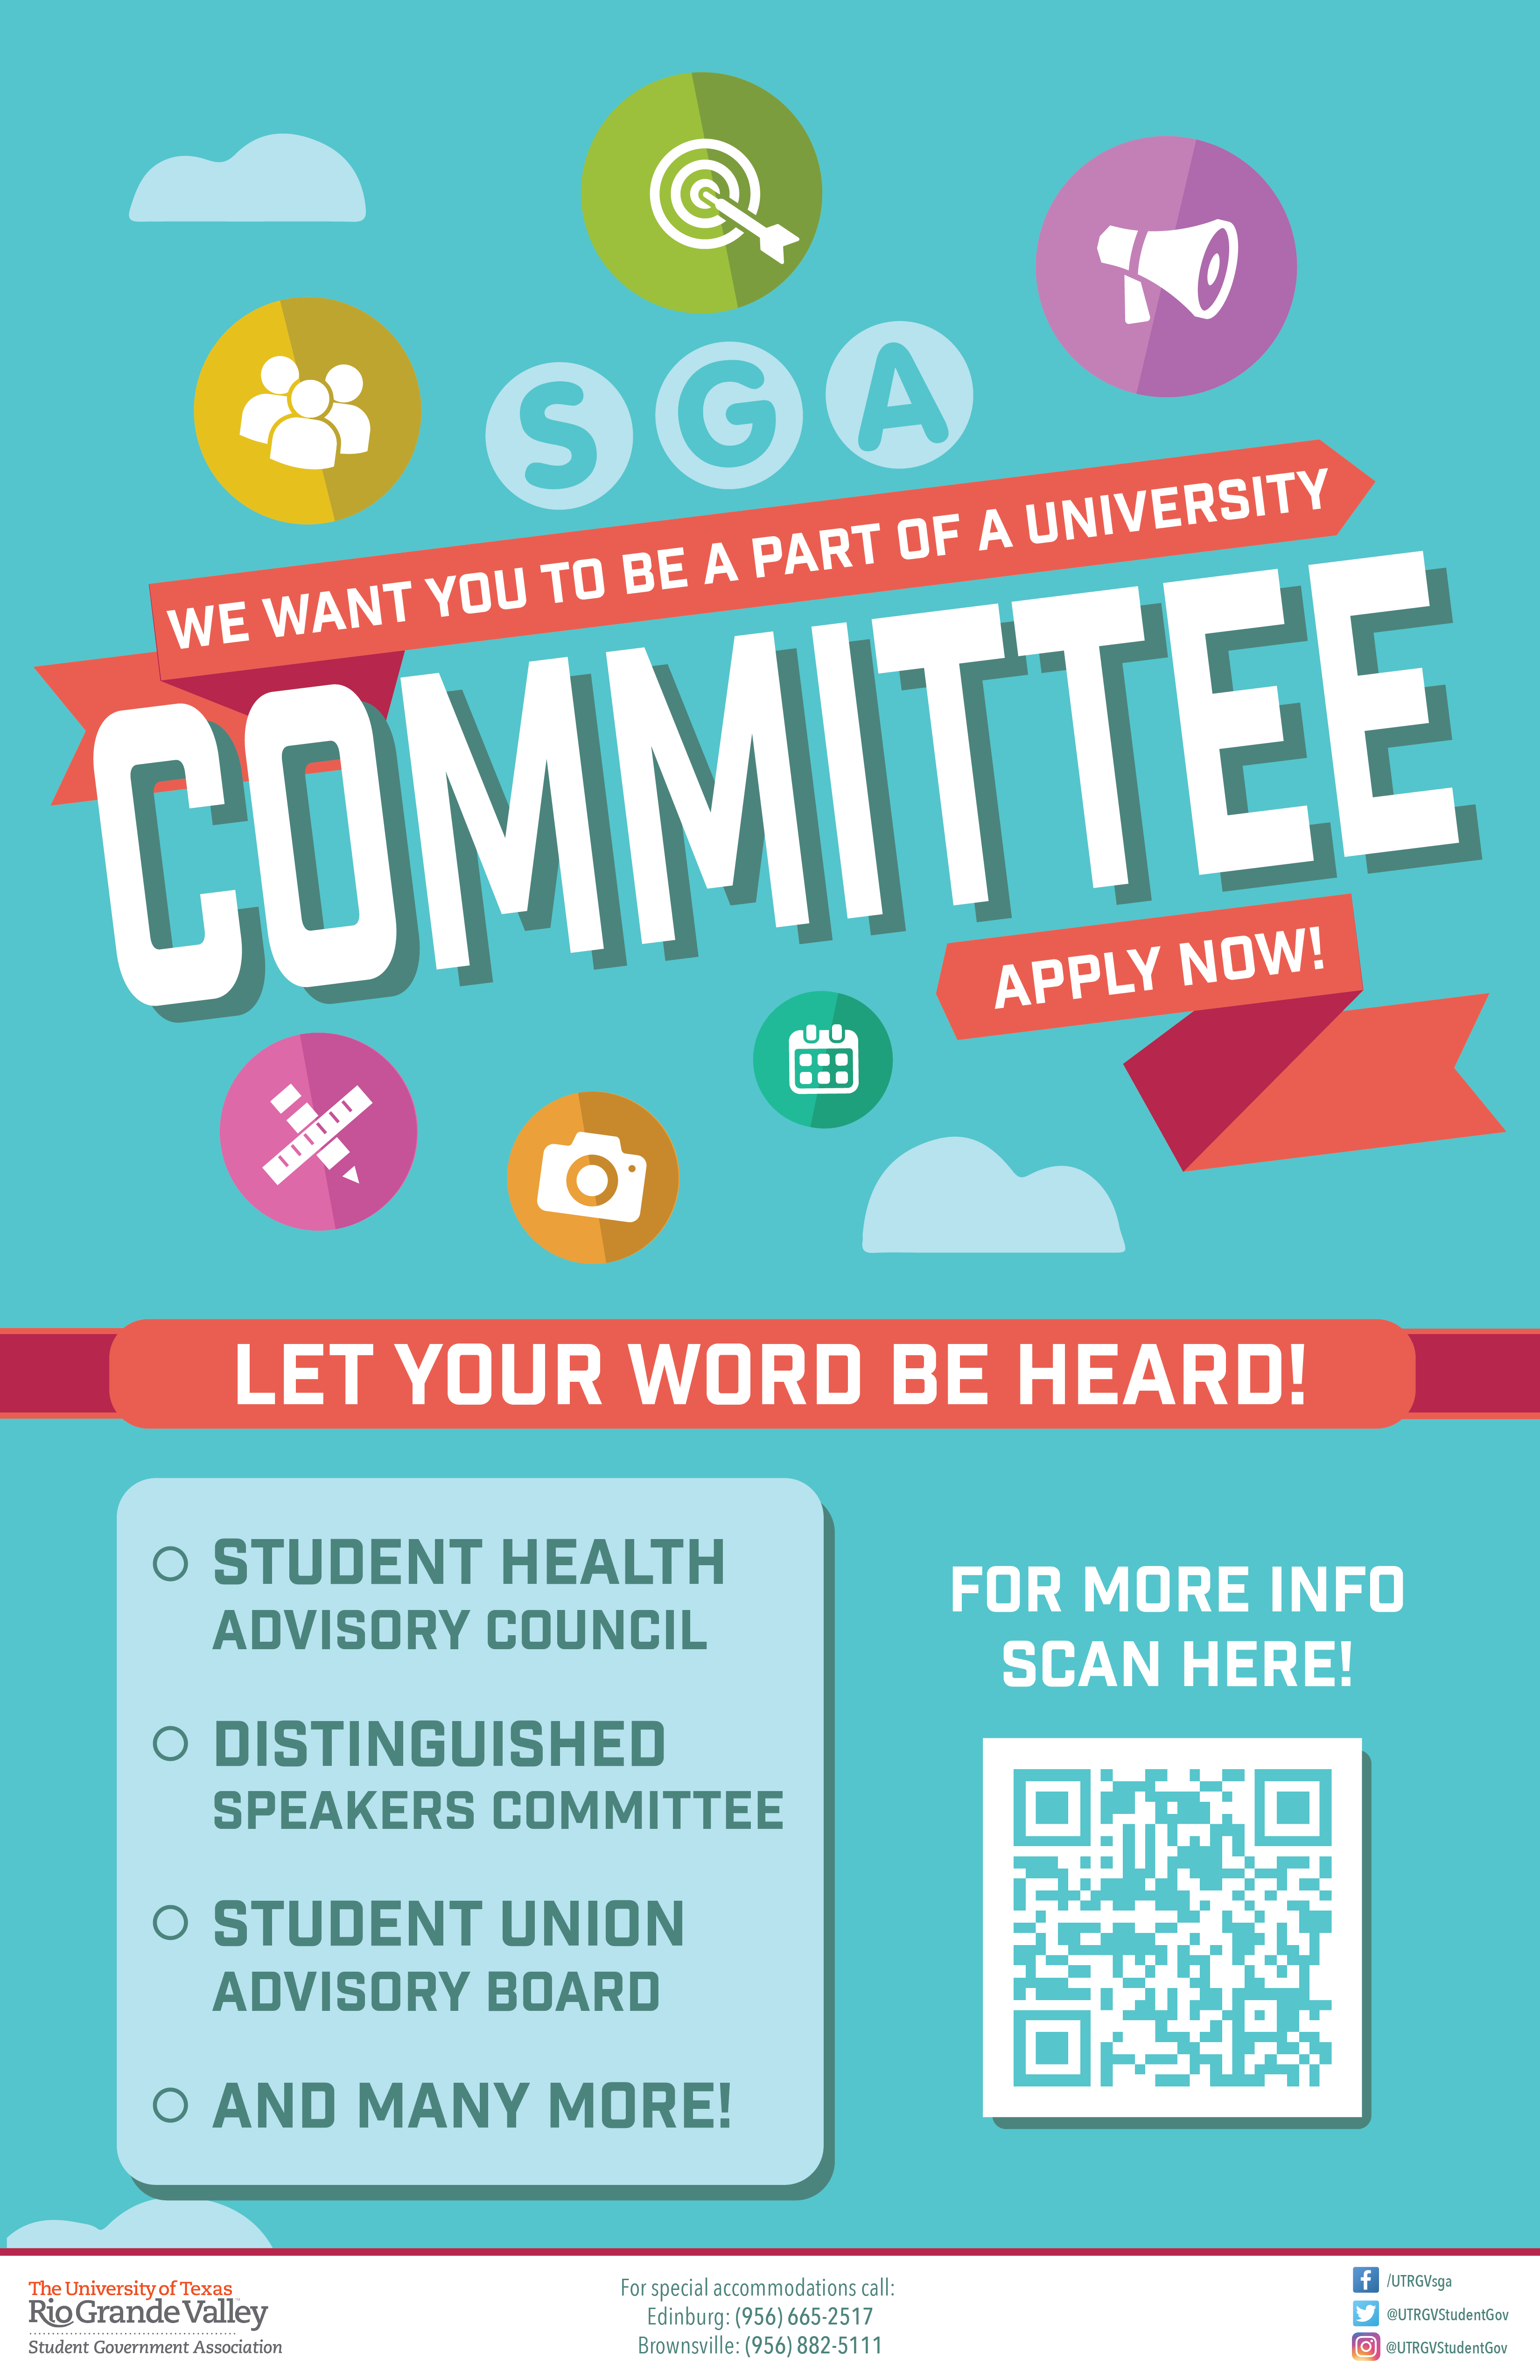 SGA
WE WANT YOU TO BE A PART OF A UNIVERSITY
COMMITTEE
APPLY NOW!
LET YOUR WORD BE HEARD!
STUDENT HEALTH
ADVISORY COUNCIL
DISTINGUISHED
SPEAKERS COMMITTEE
STUDENT UNION
ADVISORY BOARD
AND MANY MORE!
FOR MORE INFO
SCAN HERE!
The University of Texas
Rio Grande Valley
Student Government Association
For special accommodations call:
Edinburg: (956) 665-2517
Brownsville: (956) 882-5111
/UTRGVsga
@UTRGVStudentGov
@UTRGVStudentGov